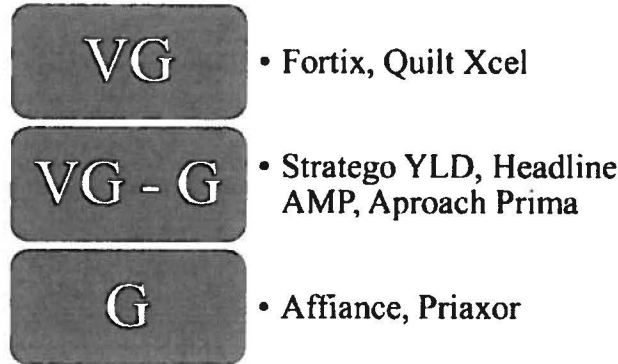 VG
• Fortix, Quilt Xcel
VG - G
• Stratego YLD, Headline
AMP, Aproach Prima
G
• Affiance, Priaxor